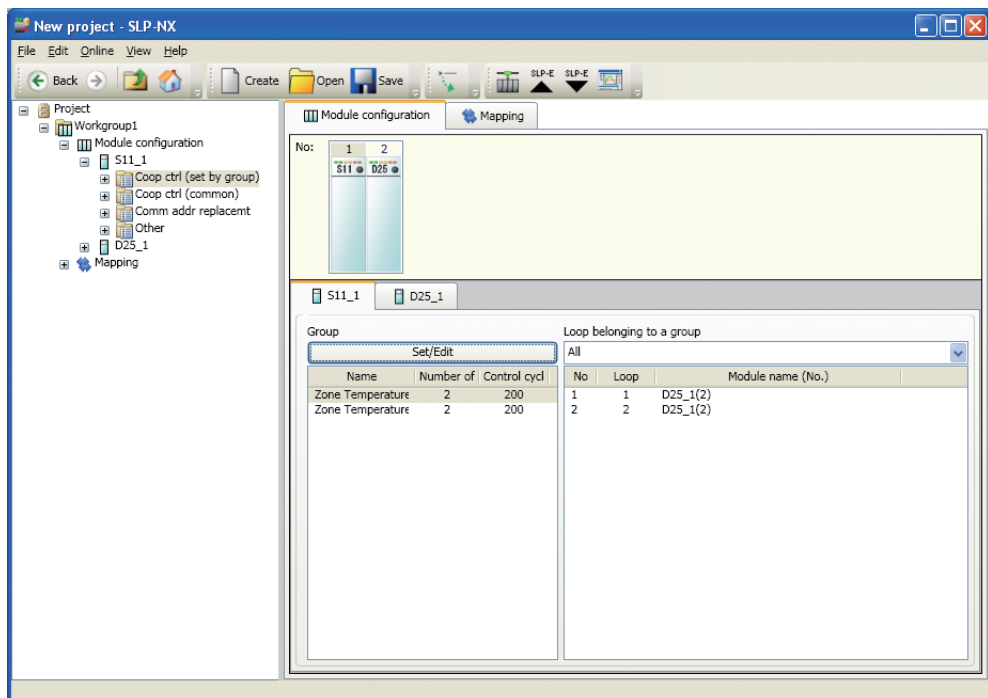 New project - SLP-NX
File Edit Online View Help
Back Create Open Save SLP-E SLP-E
Project
Workgroup1
Module configuration
S11_1
Coop ctrl (set by group)
Coop ctrl (common)
Comm addr replacemt
Other
D25_1
Mapping
Module configuration Mapping
No: 1 2
S11 D25
S11_1 D25_1
Group
Set/Edit
Name Number of Control cycl
Zone Temperature 2 200
Zone Temperature 2 200
Loop belonging to a group
All
No Loop Module name (No.)
1 1 D25_1(2)
2 2 D25_1(2)